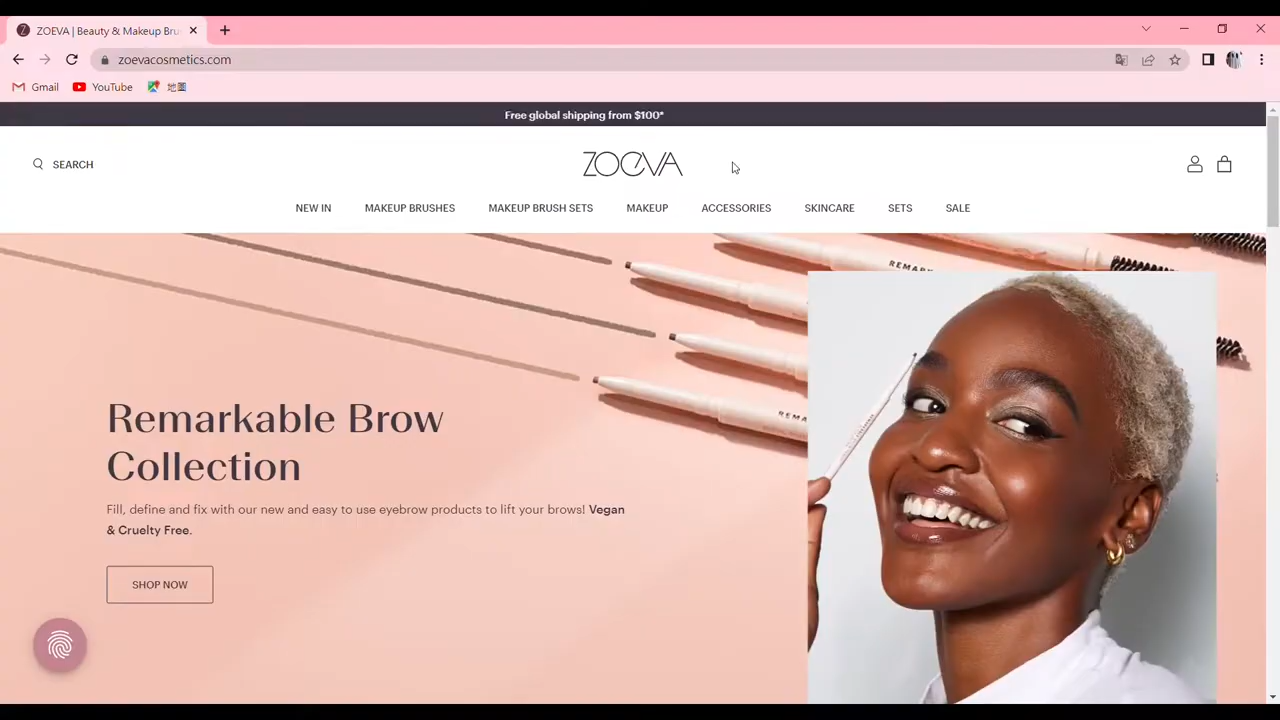 ZOEVA | Beauty & Makeup Bru
zoevacosmetics.com
Gmail
YouTube
地圖
Free global shipping from $100*
SEARCH
ZOEVA
NEW IN
MAKEUP BRUSHES
MAKEUP BRUSH SETS
MAKEUP
ACCESSORIES
SKINCARE
SETS
SALE
Remarkable Brow
Collection
Fill, define and fix with our new and easy to use eyebrow products to lift your brows! Vegan
& Cruelty Free.
SHOP NOW